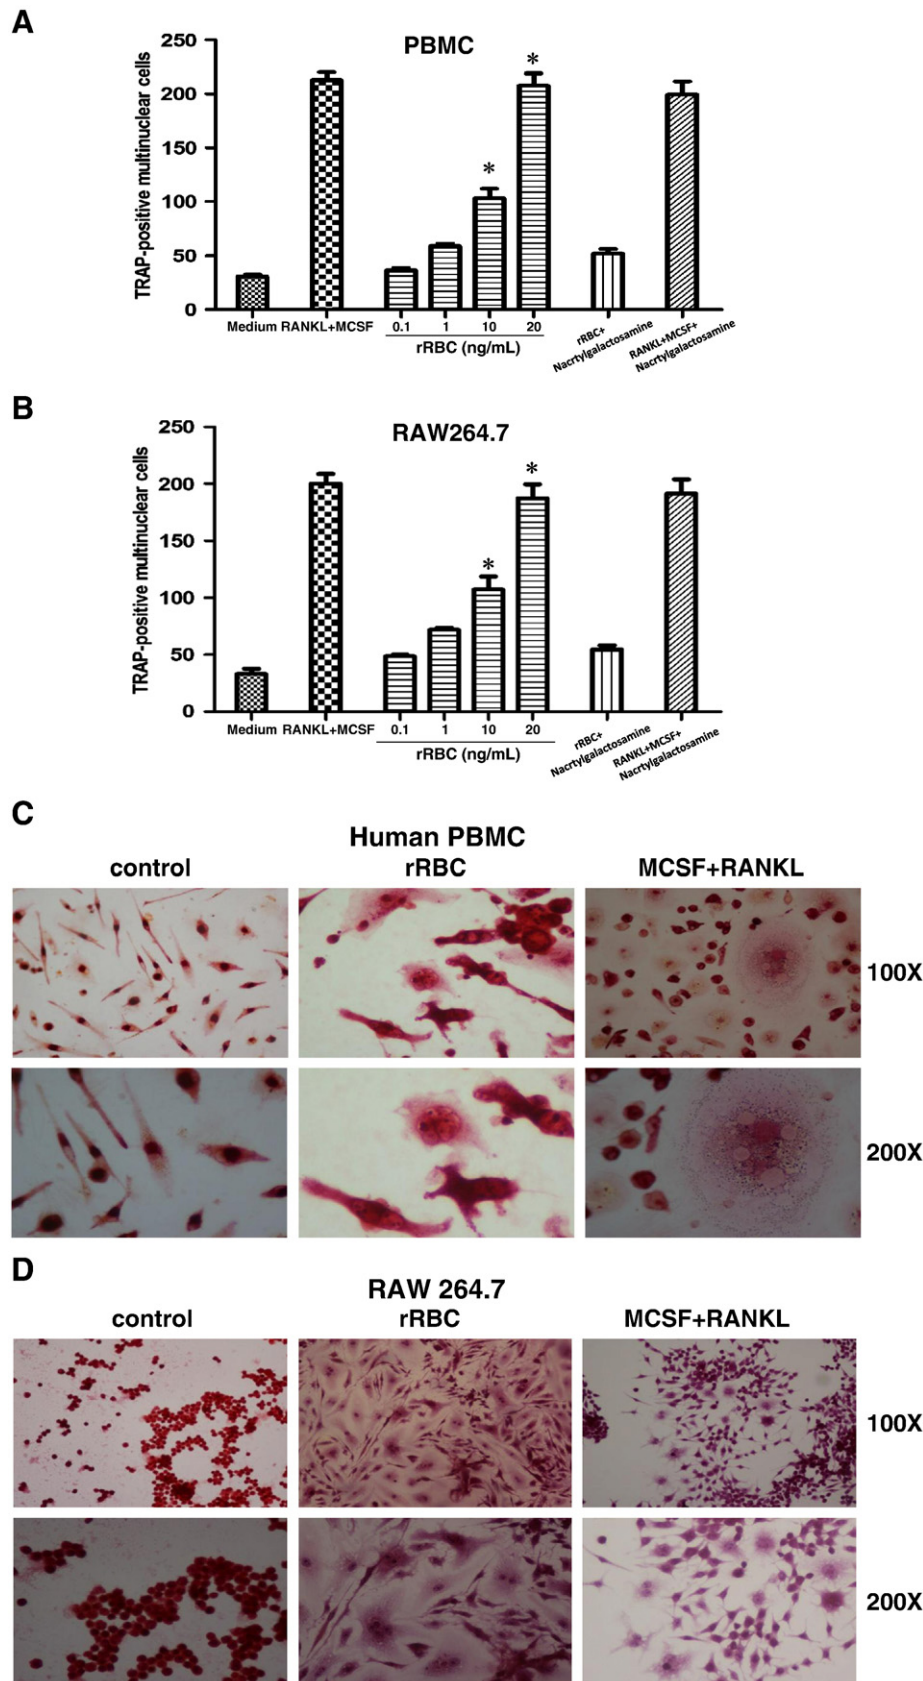 A
PBMC
TRAP-positive multinuclear cells
250
200
150
100
50
0
*
*
Medium RANKL+MCSF 0.1 1 10 20
rRBC (ng/mL)
rRBC+
Nacrtylgalactosamine
RANKL+MCSF+
Nacrtylgalactosamine
B
RAW264.7
TRAP-positive multinuclear cells
250
200
150
100
50
0
*
*
Medium RANKL+MCSF 0.1 1 10 20
rRBC (ng/mL)
rRBC+
Nacrtylgalactosamine
RANKL+MCSF+
Nacrtylgalactosamine
C
Human PBMC
control rRBC MCSF+RANKL
100X
200X
D
RAW 264.7
control rRBC MCSF+RANKL
100X
200X